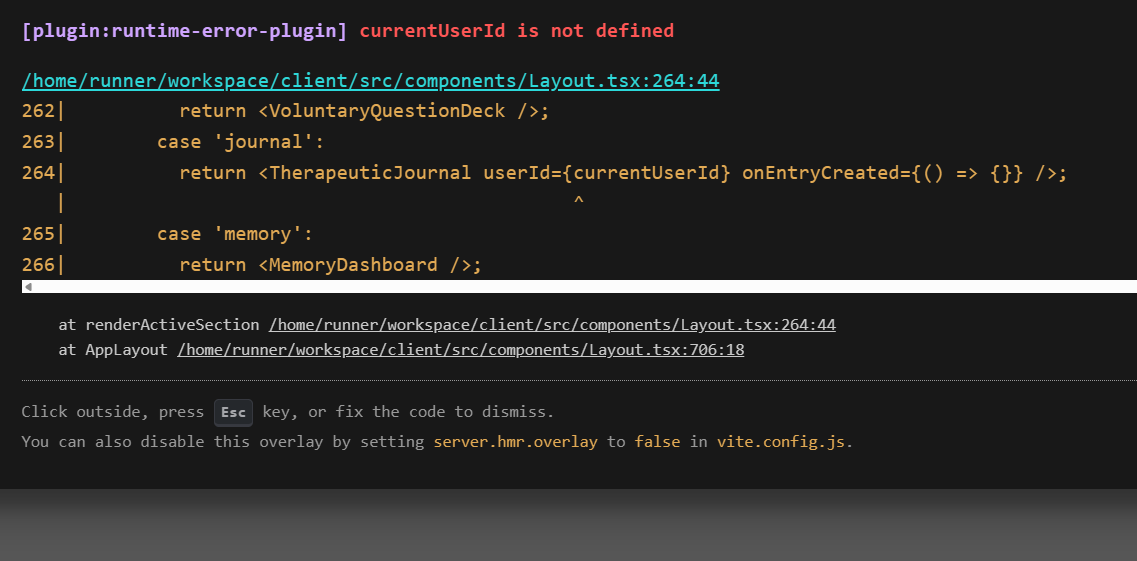 [plugin:runtime-error-plugin] currentUserId is not defined
/home/runner/workspace/client/src/components/Layout.tsx:264:44
262|          return <VoluntaryQuestionDeck />;
263|        case 'journal':
264|          return <TherapeuticJournal userId={currentUserId} onEntryCreated={() => {}} />;
   |                                              ^
265|        case 'memory':
266|          return <MemoryDashboard />;
at renderActiveSection /home/runner/workspace/client/src/components/Layout.tsx:264:44
at AppLayout /home/runner/workspace/client/src/components/Layout.tsx:706:18
Click outside, press Esc key, or fix the code to dismiss.
You can also disable this overlay by setting server.hmr.overlay to false in vite.config.js.